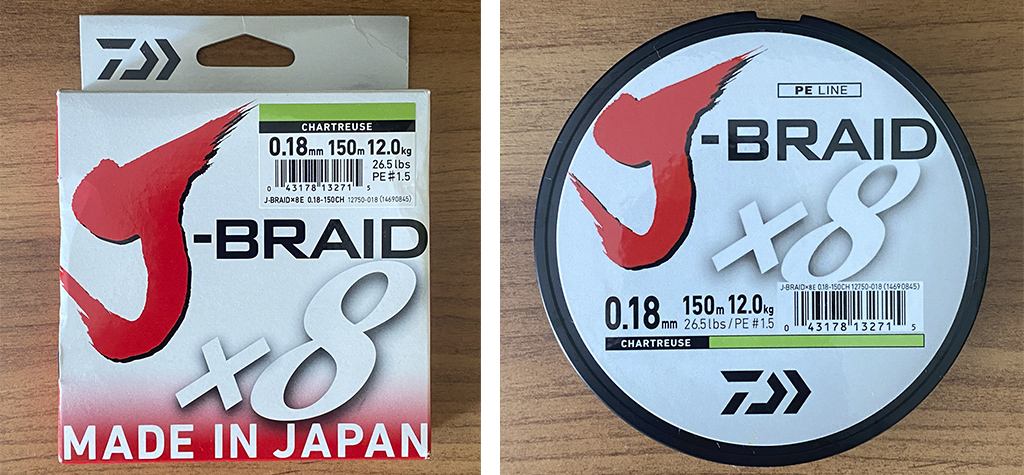 CHARTREUSE
0.18mm 150m 12.0kg
26.5 lbs
PE#1.5
0 43178 13271 5
J-BRAID×8E 0.18-150CH 12750-018 (14690845)
J-BRAID
×8
MADE IN JAPAN
PE LINE
J-BRAID
×8
J-BRAID×8E 0.18-150CH 12750-018 (14690845)
0.18mm 150m 12.0kg
26.5 lbs / PE #1.5
0 43178 13271 5
CHARTREUSE